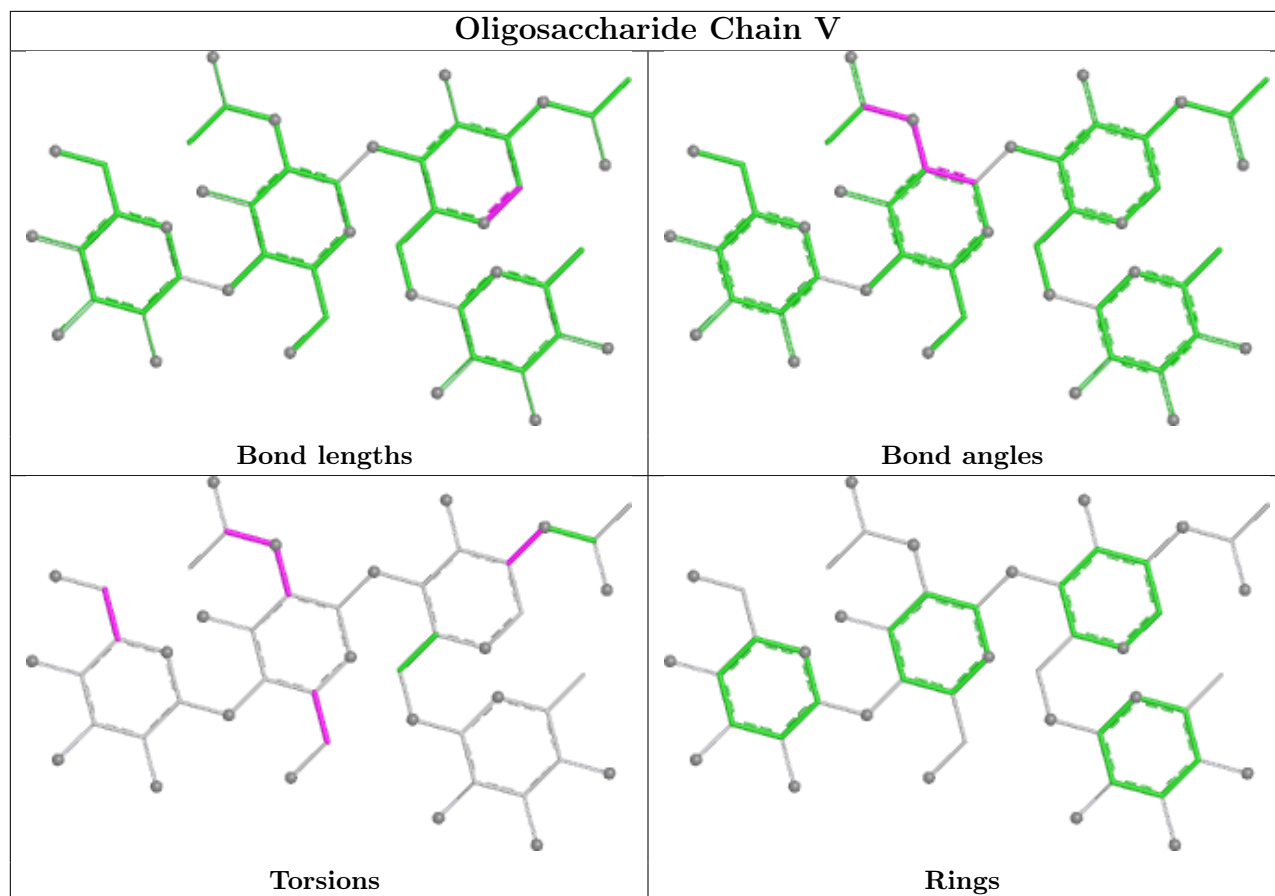 Oligosaccharide Chain V
Bond lengths
Bond angles
Torsions
Rings